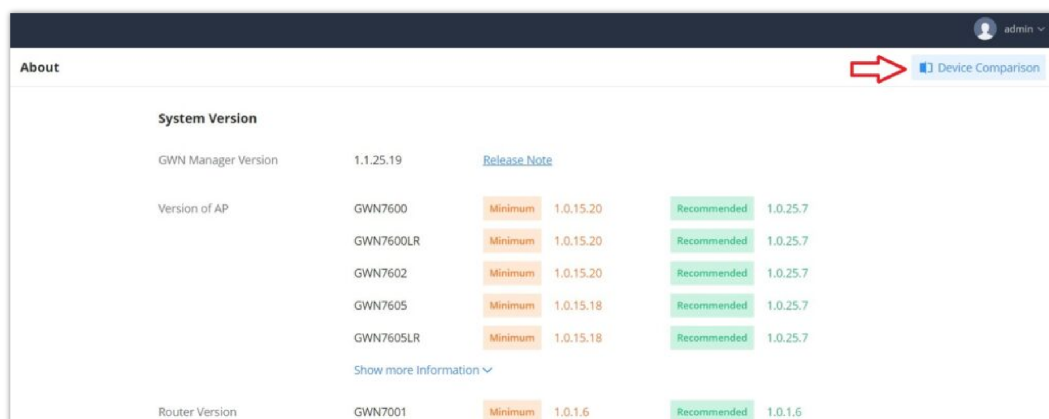 admin
About
Device Comparison
System Version
GWN Manager Version 1.1.25.19 Release Note
Version of AP GWN7600 Minimum 1.0.15.20 Recommended 1.0.25.7
GWN7600LR Minimum 1.0.15.20 Recommended 1.0.25.7
GWN7602 Minimum 1.0.15.20 Recommended 1.0.25.7
GWN7605 Minimum 1.0.15.18 Recommended 1.0.25.7
GWN7605LR Minimum 1.0.15.18 Recommended 1.0.25.7
Show more Information
Router Version GWN7001 Minimum 1.0.1.6 Recommended 1.0.1.6